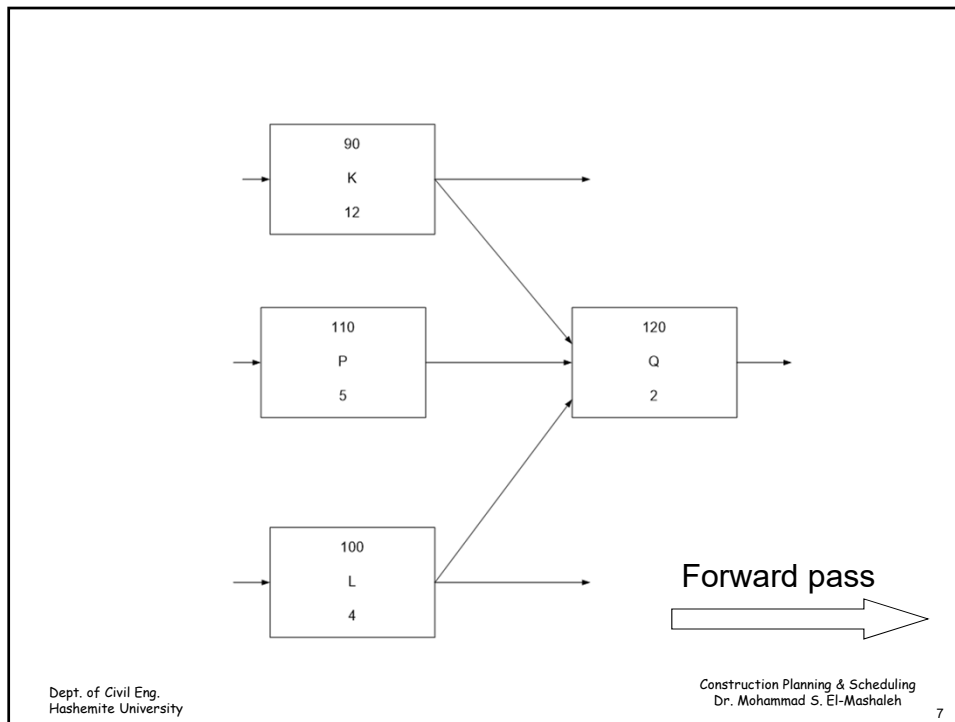 90
K
12
110
P
5
120
Q
2
100
L
4
Forward pass
Dept. of Civil Eng.
Hashemite University
Construction Planning & Scheduling
Dr. Mohammad S. El-Mashaleh
7